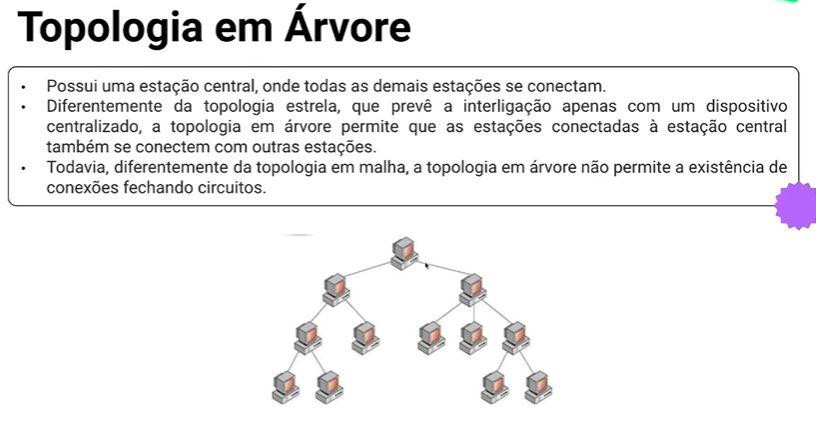 Topologia em Árvore
• Possui uma estação central, onde todas as demais estações se conectam.
• Diferentemente da topologia estrela, que prevê a interligação apenas com um dispositivo
centralizado, a topologia em árvore permite que as estações conectadas à estação central
também se conectem com outras estações.
• Todavia, diferentemente da topologia em malha, a topologia em árvore não permite a existência de
conexões fechando circuitos.